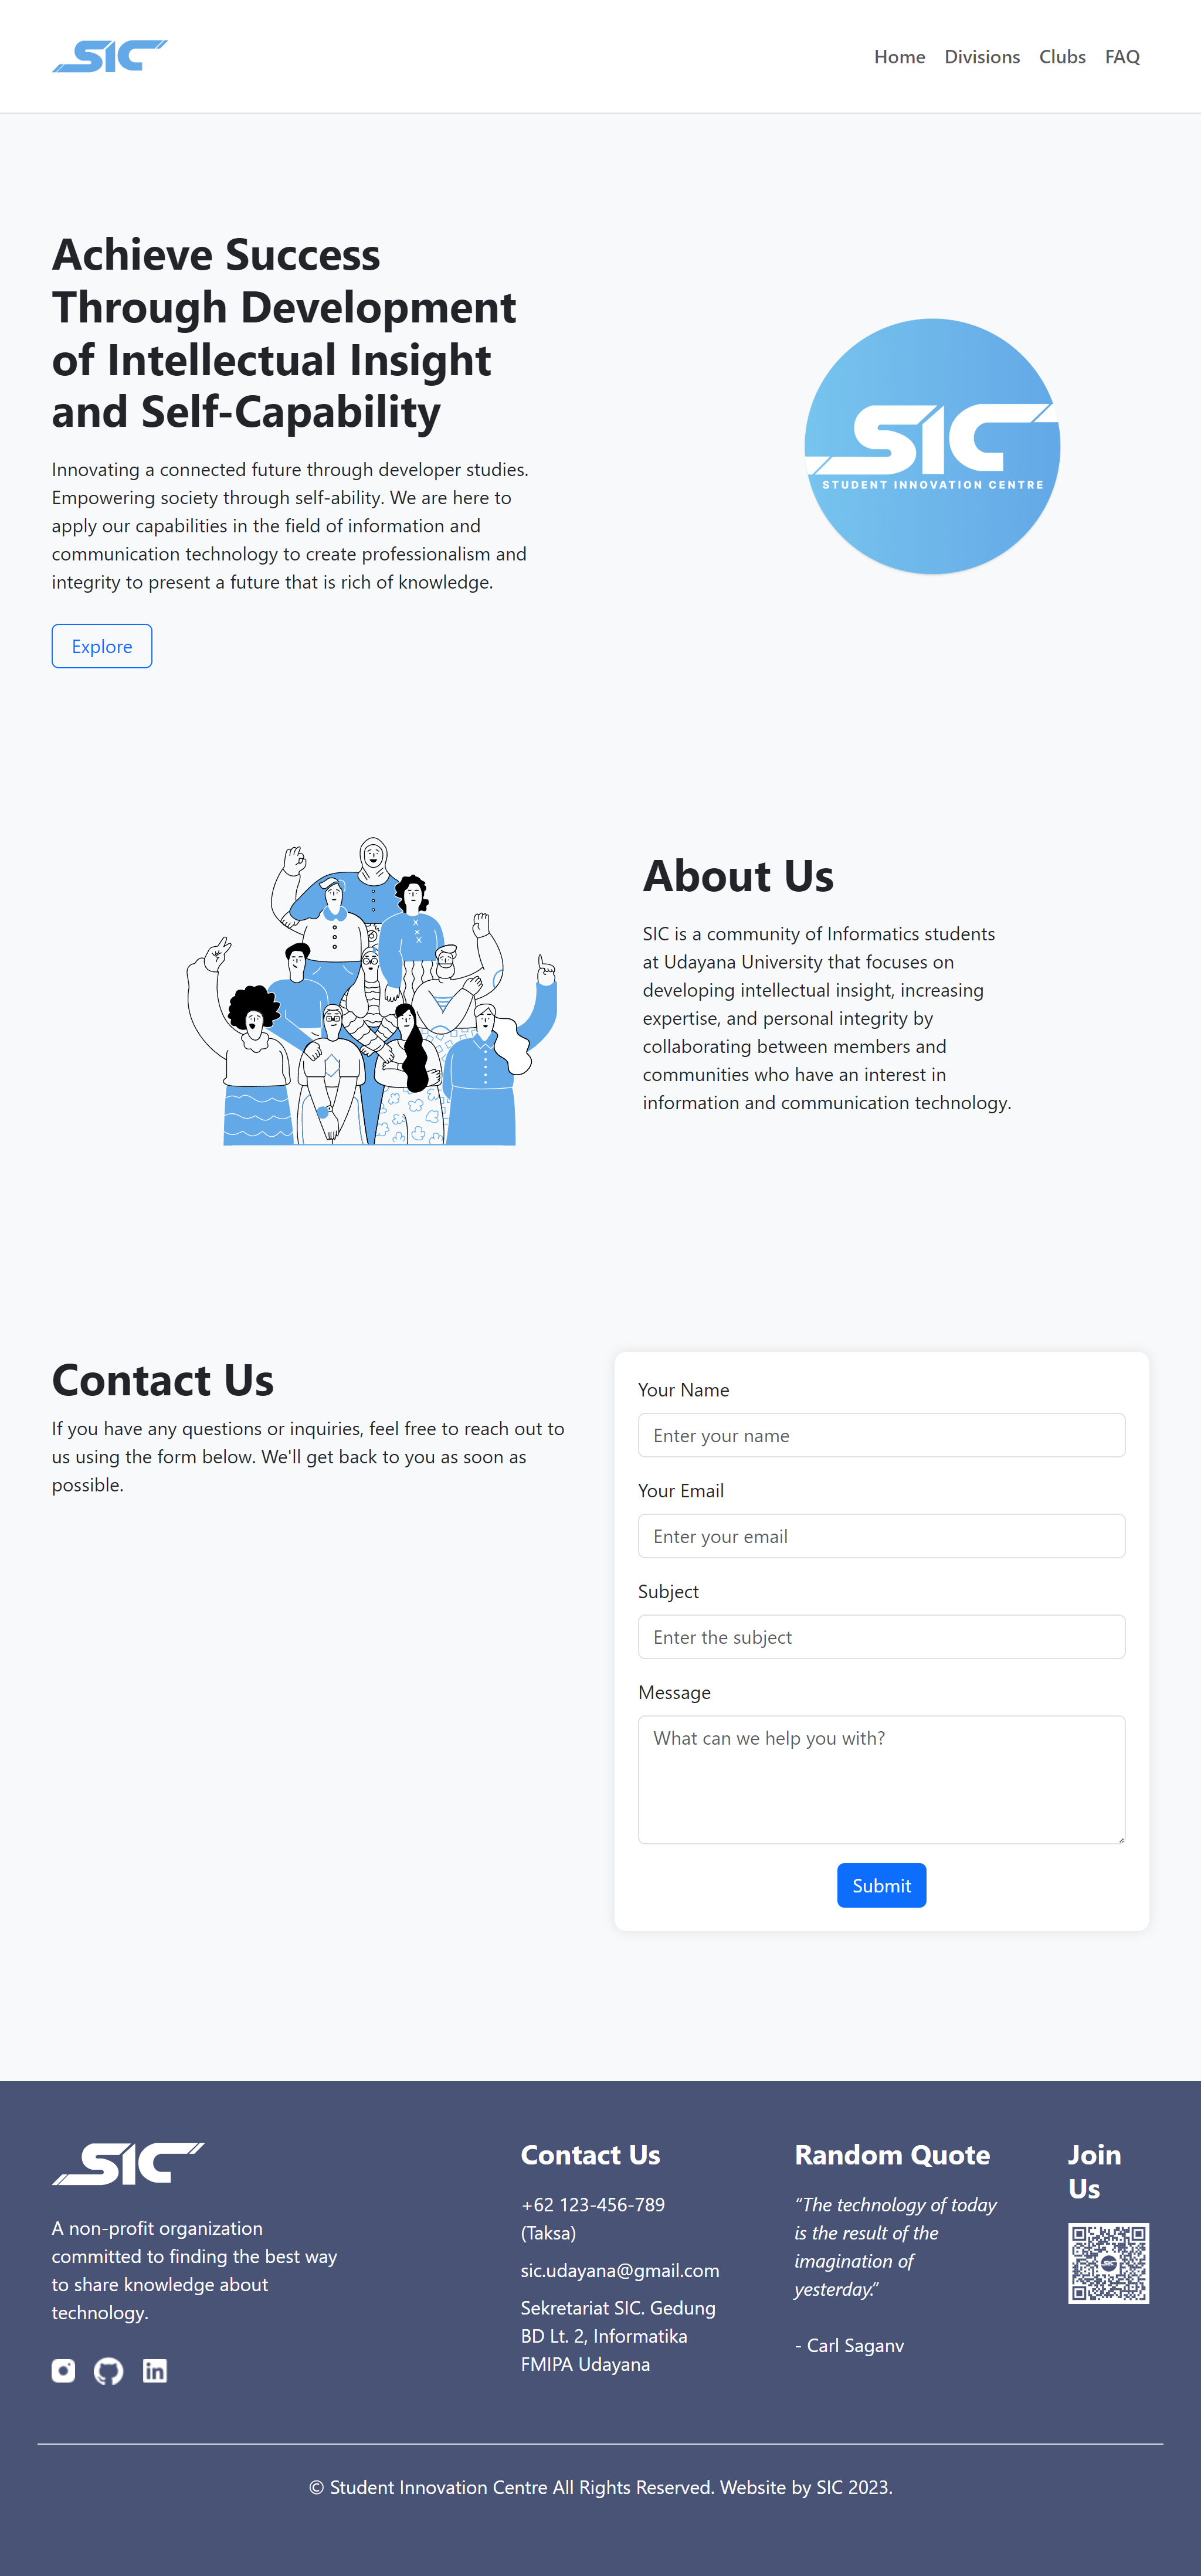 SIC
Home Divisions Clubs FAQ
Achieve Success
Through Development
of Intellectual Insight
and Self-Capability
Innovating a connected future through developer studies.
Empowering society through self-ability. We are here to
apply our capabilities in the field of information and
communication technology to create professionalism and
integrity to present a future that is rich of knowledge.
Explore
SIC
STUDENT INNOVATION CENTRE
About Us
SIC is a community of Informatics students
at Udayana University that focuses on
developing intellectual insight, increasing
expertise, and personal integrity by
collaborating between members and
communities who have an interest in
information and communication technology.
Contact Us
If you have any questions or inquiries, feel free to reach out to
us using the form below. We'll get back to you as soon as
possible.
Your Name
Enter your name
Your Email
Enter your email
Subject
Enter the subject
Message
What can we help you with?
Submit
SIC
A non-profit organization
committed to finding the best way
to share knowledge about
technology.
in
Contact Us
+62 123-456-789
(Taksa)
sic.udayana@gmail.com
Sekretariat SIC. Gedung
BD Lt. 2, Informatika
FMIPA Udayana
Random Quote
“The technology of today
is the result of the
imagination of
yesterday.”
- Carl Saganv
Join
Us
SIC
© Student Innovation Centre All Rights Reserved. Website by SIC 2023.